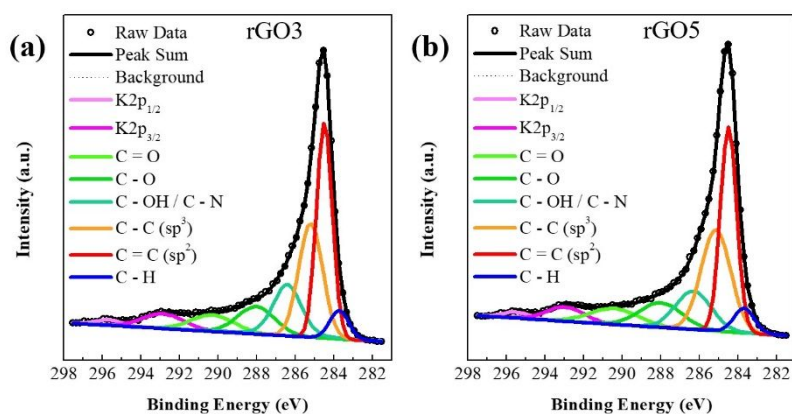 (a)
rGO3
Raw Data
Peak Sum
Background
K2p1/2
K2p3/2
C = O
C - O
C - OH / C - N
C - C (sp3)
C = C (sp2)
C - H
Intensity (a.u.)
298 296 294 292 290 288 286 284 282
Binding Energy (eV)
(b)
rGO5
Raw Data
Peak Sum
Background
K2p1/2
K2p3/2
C = O
C - O
C - OH / C - N
C - C (sp3)
C = C (sp2)
C - H
Intensity (a.u.)
298 296 294 292 290 288 286 284 282
Binding Energy (eV)